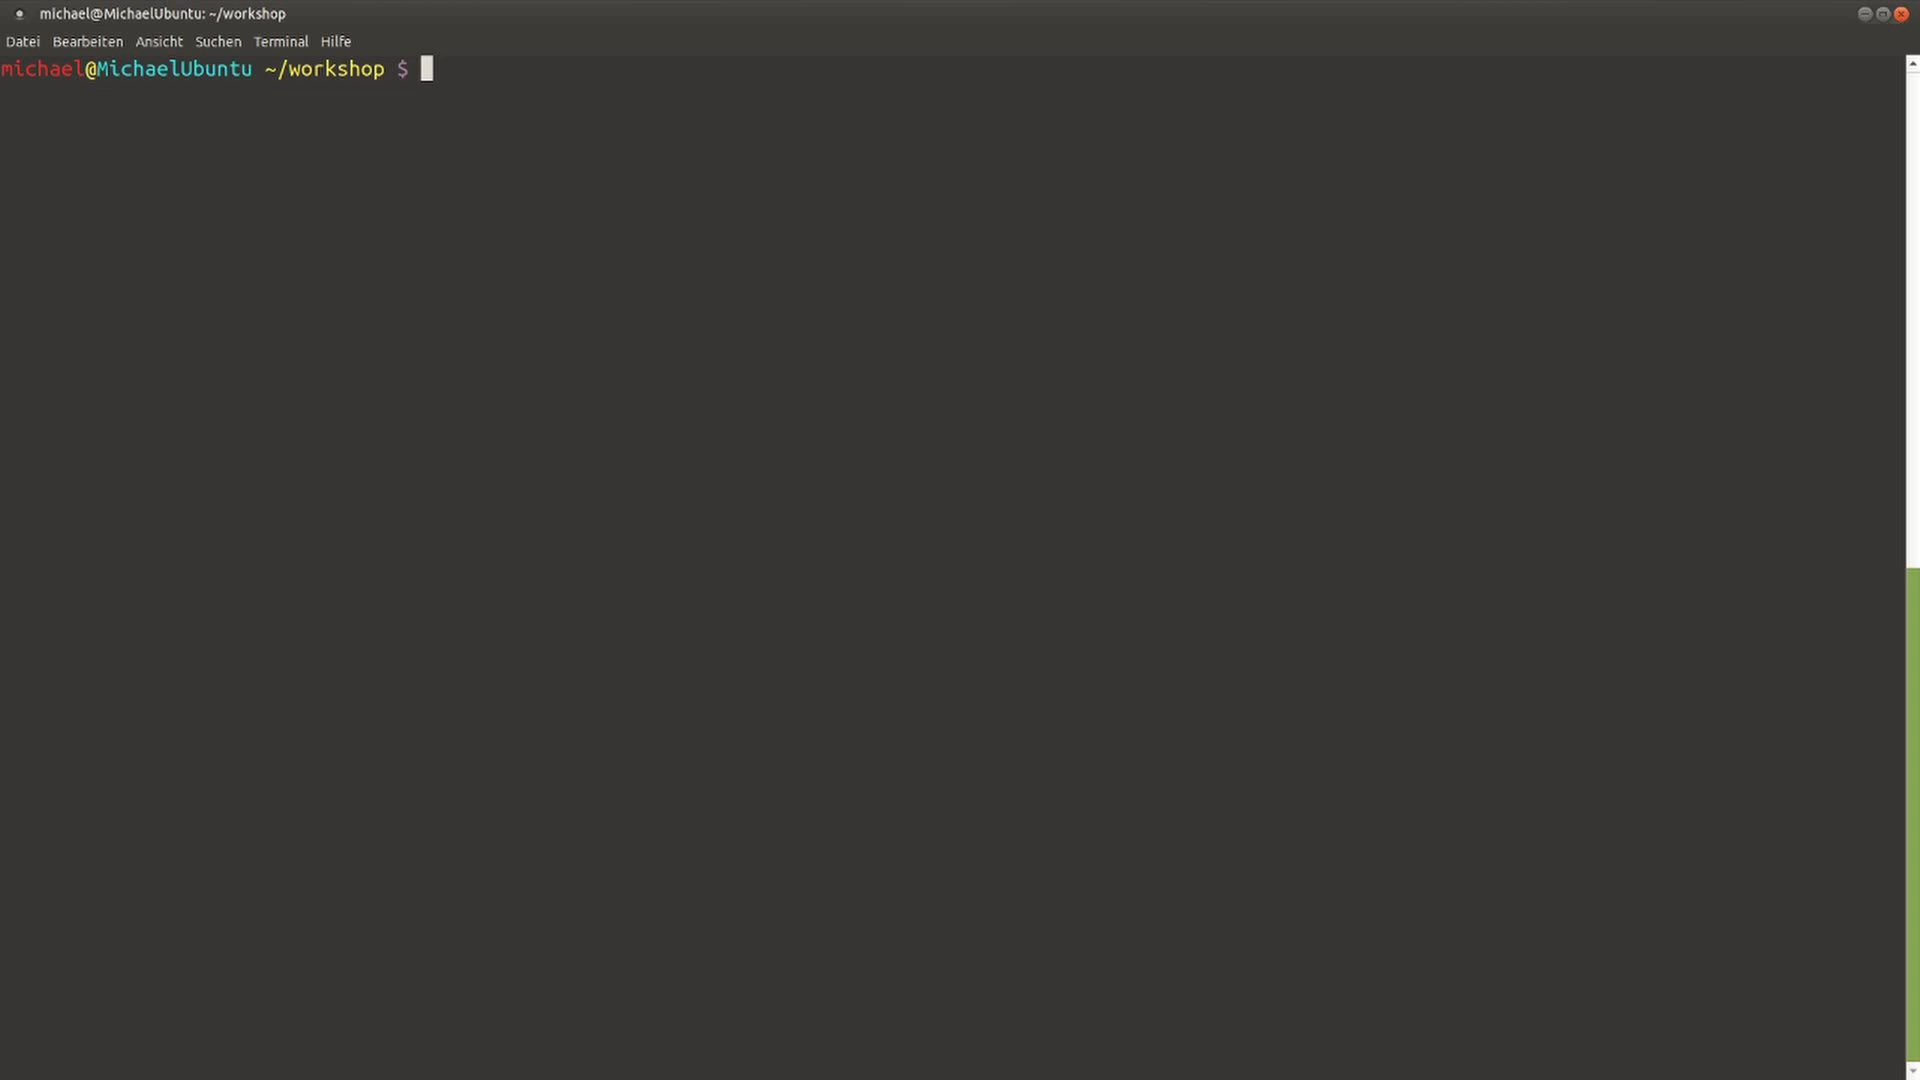 michael@MichaelUbuntu: ~/workshop
Datei Bearbeiten Ansicht Suchen Terminal Hilfe
michael@MichaelUbuntu ~/workshop $